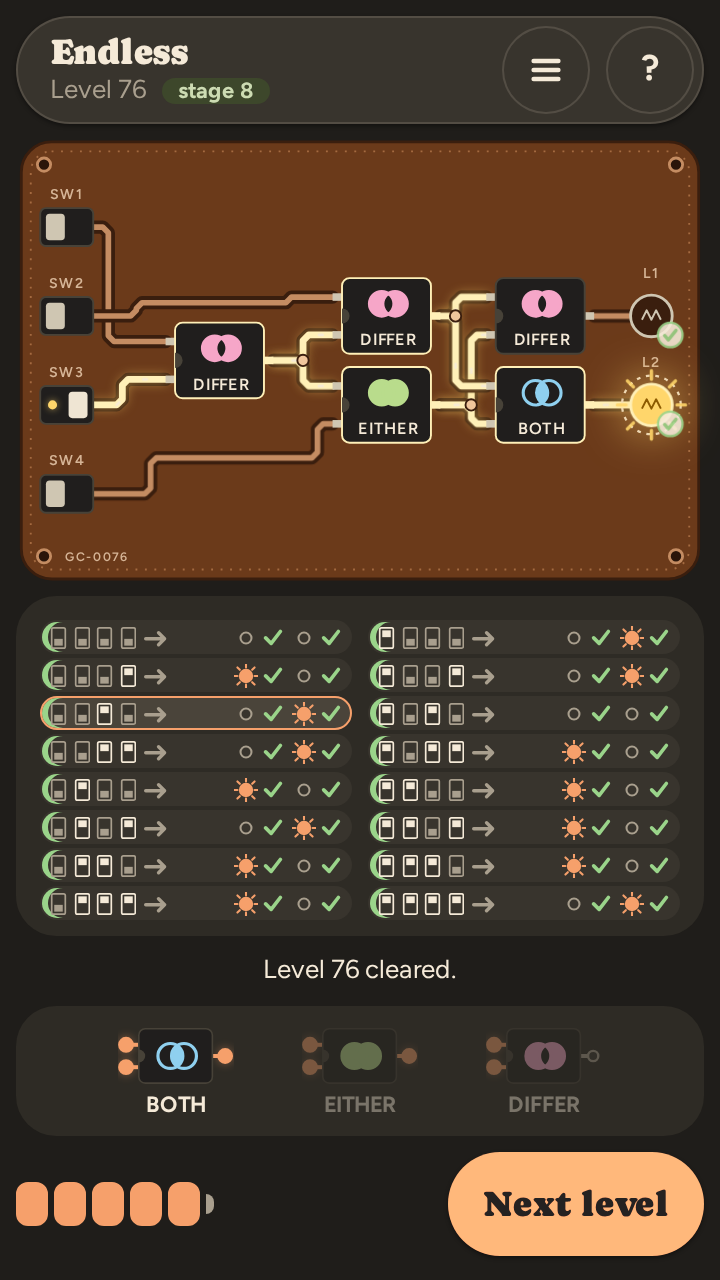 Endless
Level 76 stage 8
?
SW1
SW2
SW3
SW4
DIFFER
DIFFER
EITHER
DIFFER
BOTH
L1
L2
GC-0076
Level 76 cleared.
BOTH EITHER DIFFER
Next level